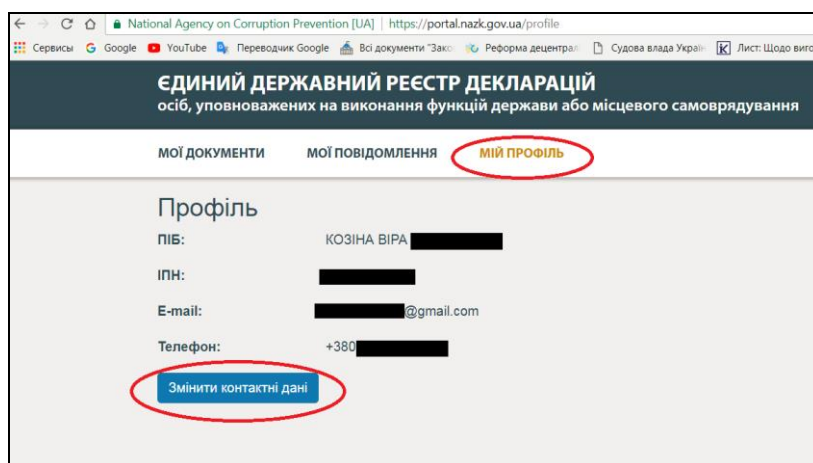 National Agency on Corruption Prevention [UA] | https://portal.nazk.gov.ua/profile
Сервисы Google YouTube Переводчик Google Всі документи "Зако Реформа децентрал Судова влада Україн Лист: Щодо виго
ЄДИНИЙ ДЕРЖАВНИЙ РЕЄСТР ДЕКЛАРАЦІЙ
осіб, уповноважених на виконання функцій держави або місцевого самоврядування
МОЇ ДОКУМЕНТИ МОЇ ПОВІДОМЛЕННЯ МІЙ ПРОФІЛЬ
Профіль
ПІБ: КОЗІНА ВІРА
ІПН:
E-mail: @gmail.com
Телефон: +380
Змінити контактні дані